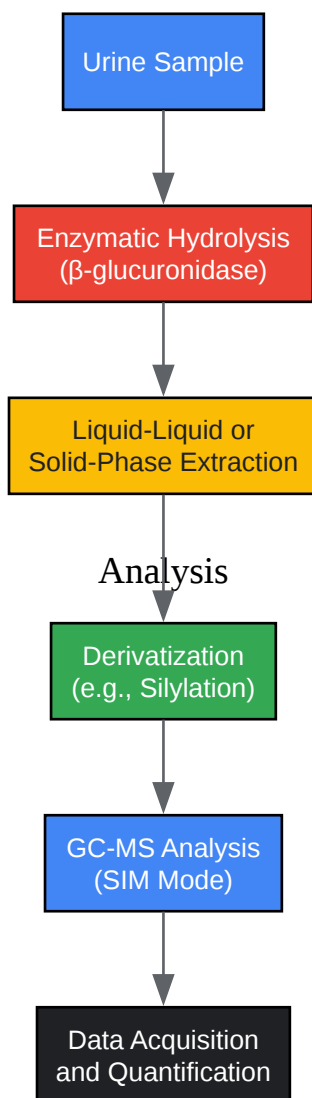 Urine Sample
Enzymatic Hydrolysis
(β-glucuronidase)
Liquid-Liquid or
Solid-Phase Extraction
Analysis
Derivatization
(e.g., Silylation)
GC-MS Analysis
(SIM Mode)
Data Acquisition
and Quantification